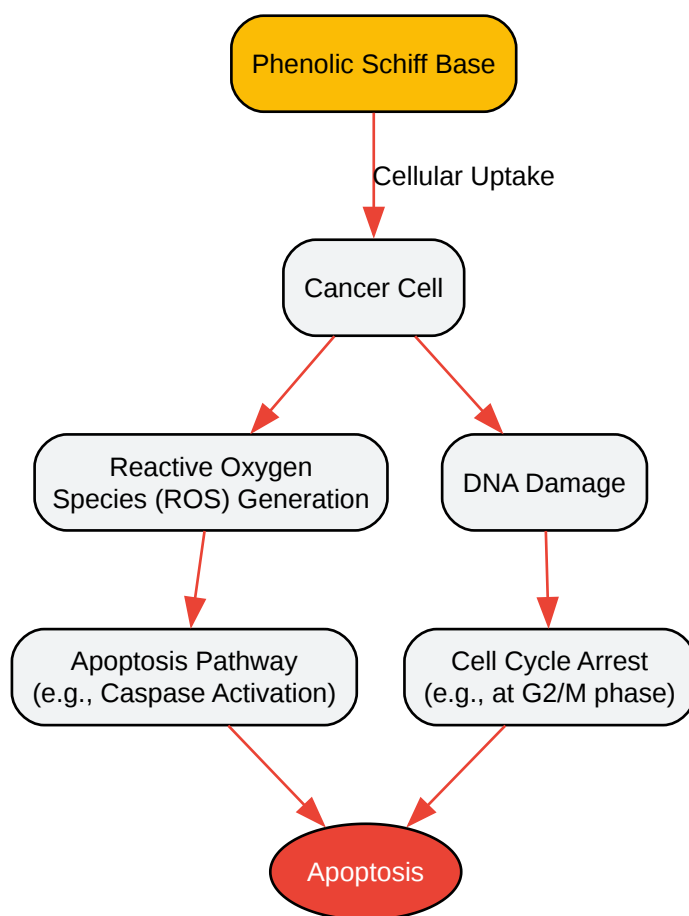 Phenolic Schiff Base
Cellular Uptake
Cancer Cell
Reactive Oxygen
Species (ROS) Generation
DNA Damage
Apoptosis Pathway
(e.g., Caspase Activation)
Cell Cycle Arrest
(e.g., at G2/M phase)
Apoptosis